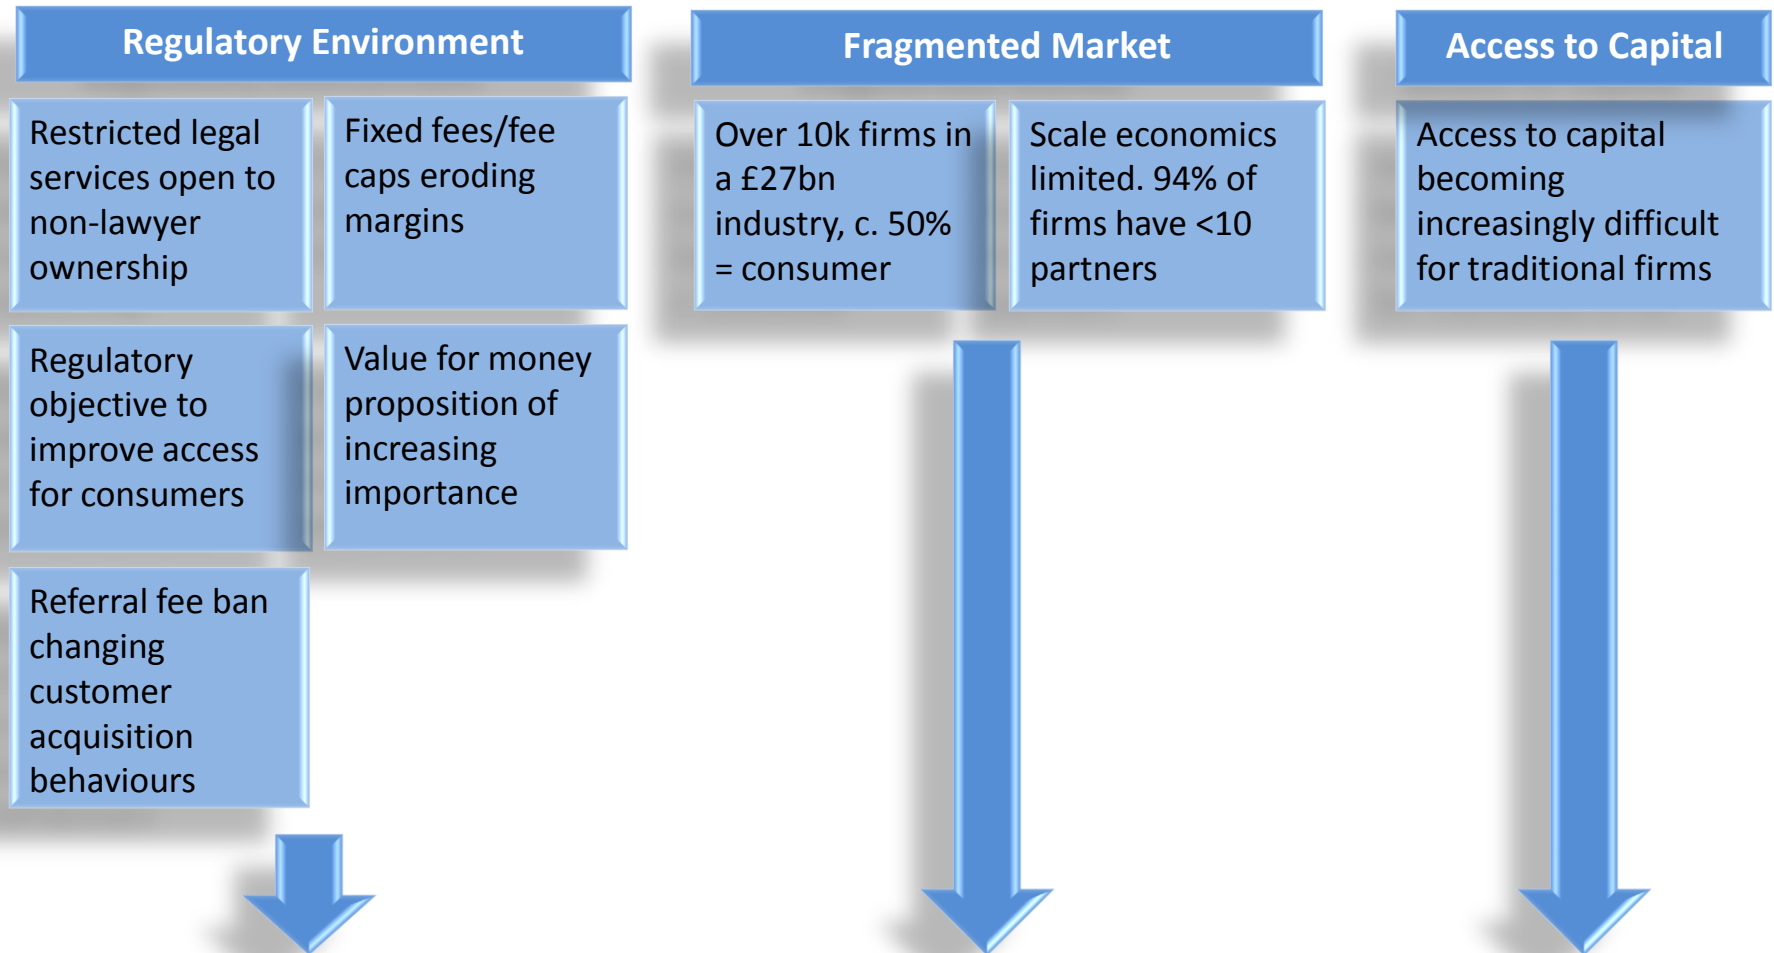 Regulatory Environment
Restricted legal
services open to
non-lawyer
ownership
Fixed fees/fee
caps eroding
margins
Regulatory
objective to
improve access
for consumers
Value for money
proposition of
increasing
importance
Referral fee ban
changing
customer
acquisition
behaviours
Fragmented Market
Over 10k firms in
a £27bn
industry, c. 50%
= consumer
Scale economics
limited. 94% of
firms have <10
partners
Access to Capital
Access to capital
becoming
increasingly difficult
for traditional firms